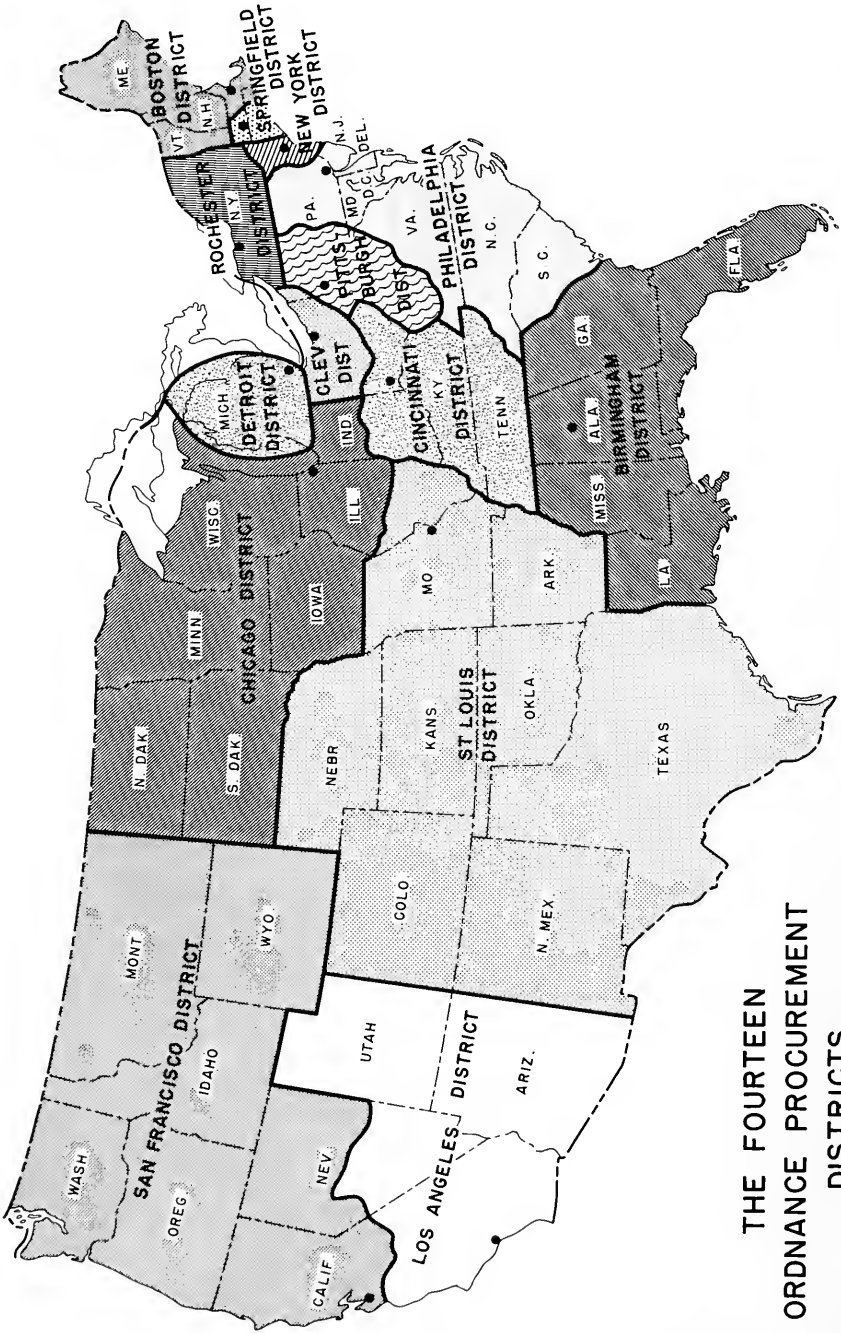 THE FOURTEEN
ORDNANCE PROCUREMENT
DISTRICTS
SAN FRANCISCO DISTRICT
WASH.
OREG
CALIF.
NEV.
IDAHO
MONT
WYO.
LOS ANGELES
DISTRICT
UTAH
ARIZ.
ST LOUIS
DISTRICT
NEBR
COLO
KANS
MO
N. MEX
OKLA
ARK
TEXAS
CHICAGO DISTRICT
N. DAK
S. DAK
MINN
WISC.
IOWA
ILL.
IND.
DETROIT
DISTRICT
MICH
CLEV
DIST
CINCINNATI
DISTRICT
KY
TENN
BIRMINGHAM
DISTRICT
LA.
MISS.
ALA.
GA.
FLA.
PITTS-
BURGH
DIST
PHILADELPHIA
DISTRICT
PA.
N.J.
DEL.
MD
D.C.
VA.
N.C.
S C.
ROCHESTER
DISTRICT
N.Y.
NEW YORK
DISTRICT
SPRINGFIELD
DISTRICT
BOSTON
DISTRICT
VT.
N.H
ME.